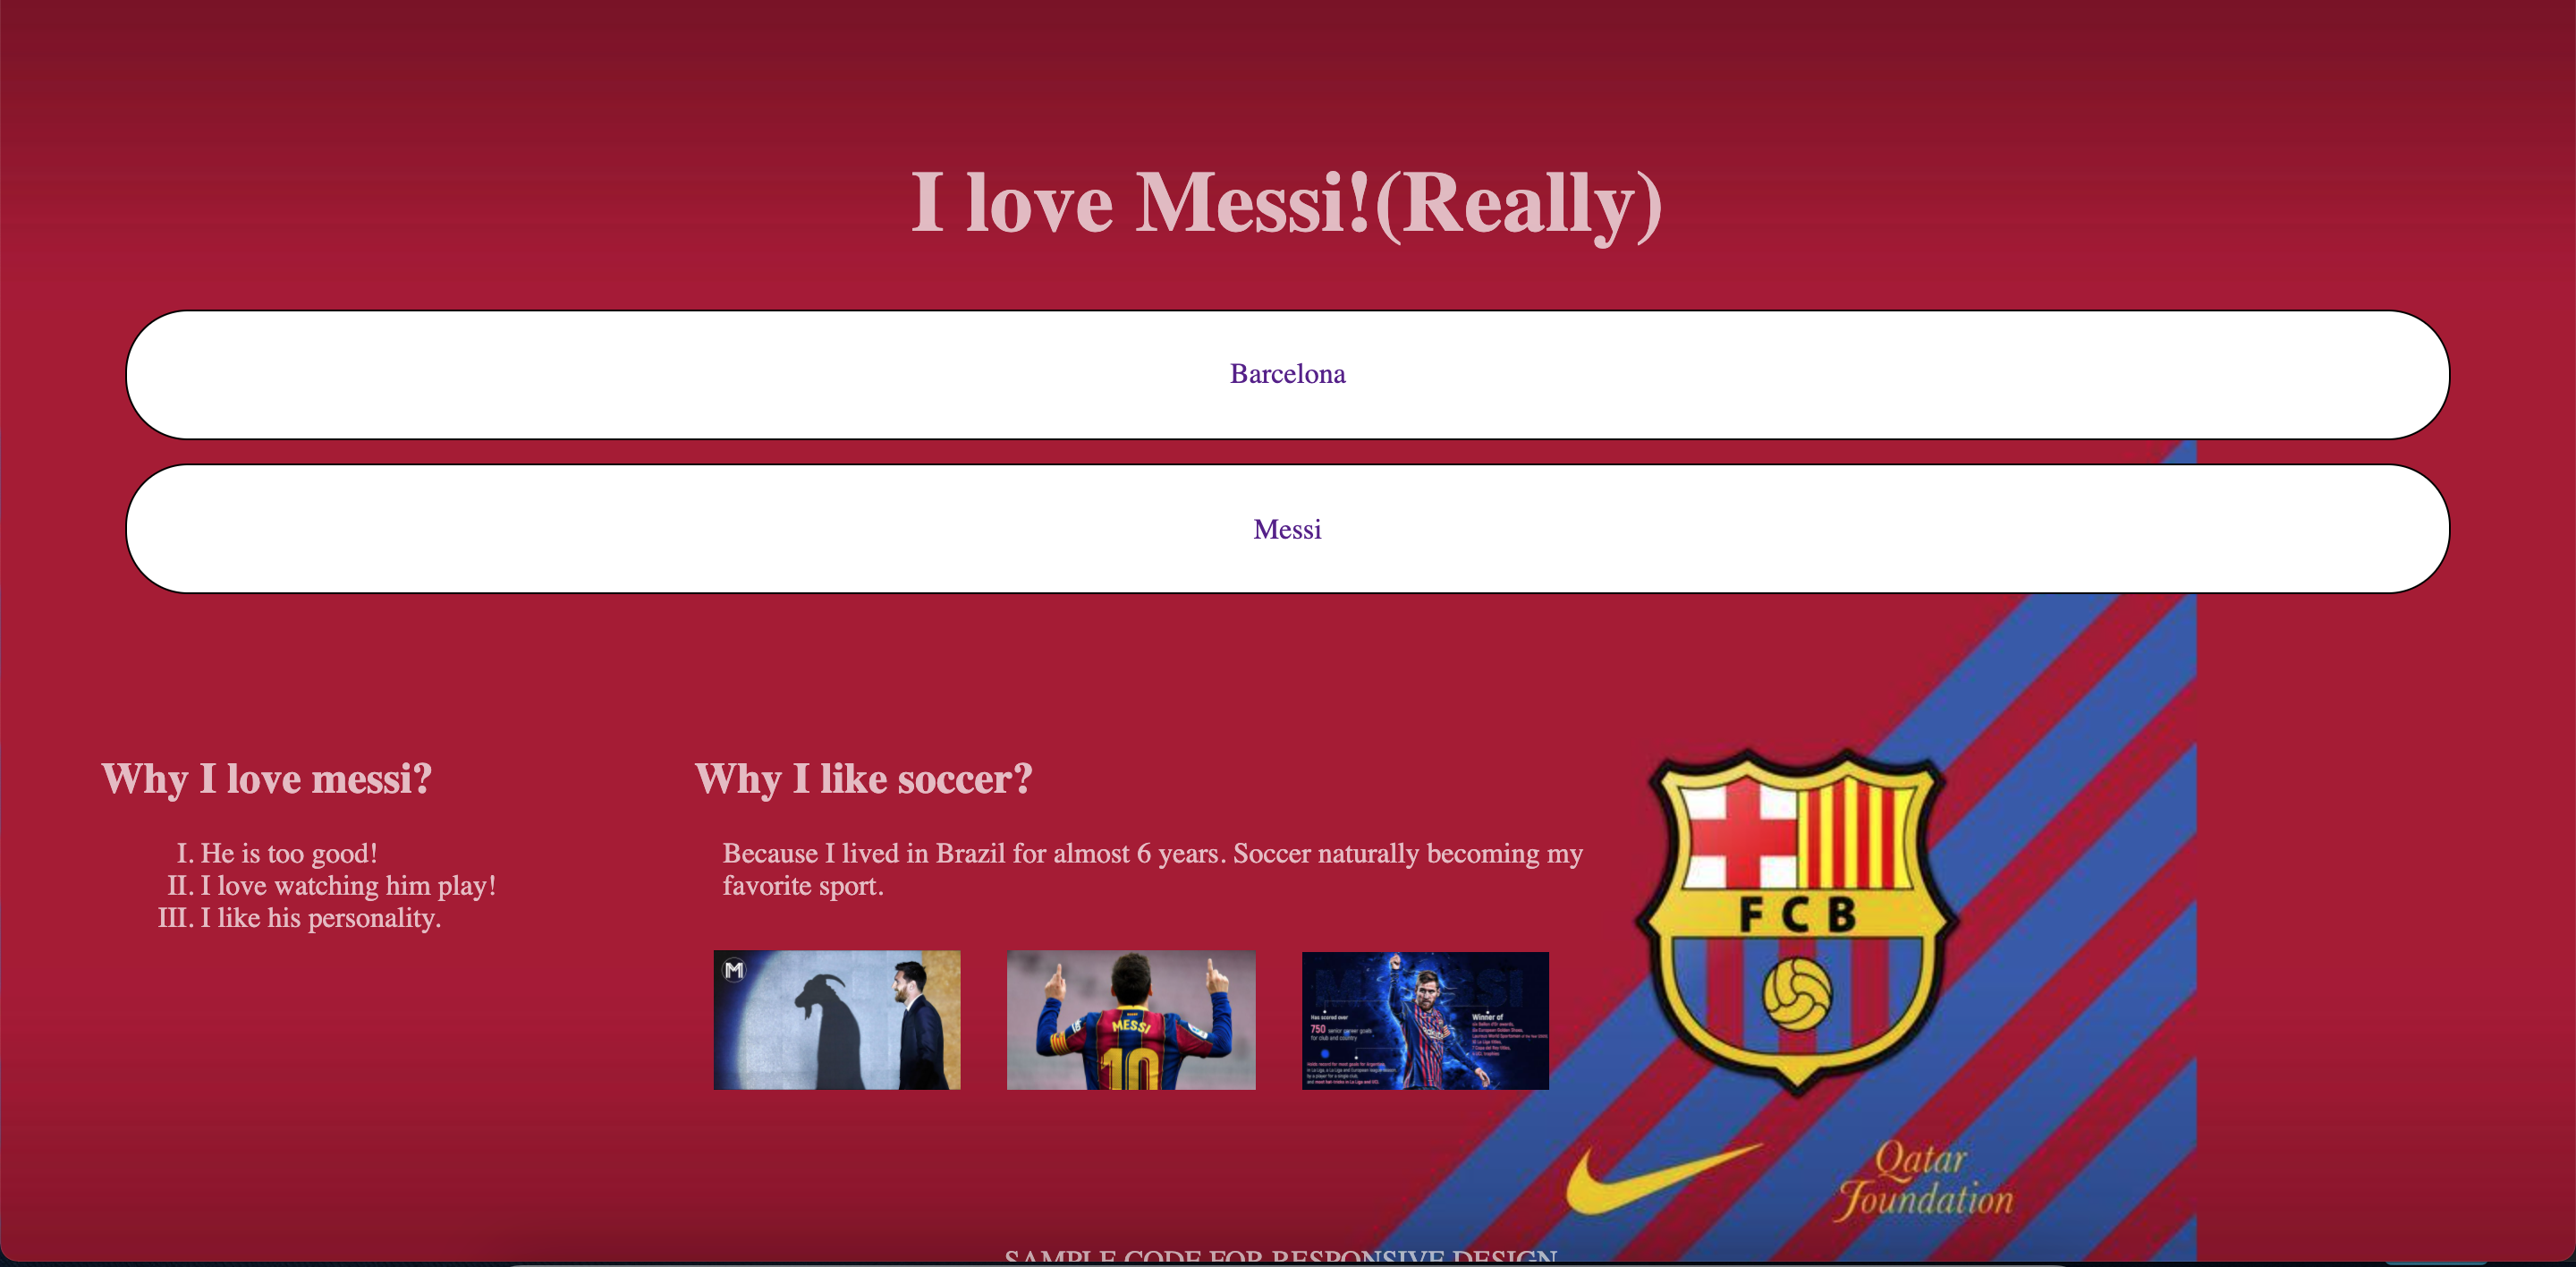 I love Messi!(Really)
Barcelona
Messi
Why I love messi?
I. He is too good!
II. I love watching him play!
III. I like his personality.
Why I like soccer?
Because I lived in Brazil for almost 6 years. Soccer naturally becoming my
favorite sport.
M
MESSI
10
MESSI
Has scored over
750 senior career goals
for club and country
Winner of
F C B
Qatar
Foundation
SAMPLE CODE FOR RESPONSIVE DESIGN